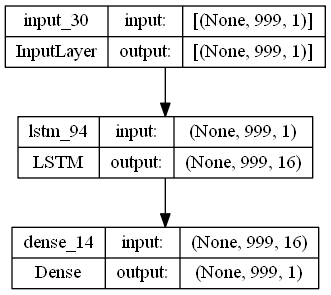 input_30 input: [(None, 999, 1)]
InputLayer output: [(None, 999, 1)]
lstm_94 input: (None, 999, 1)
LSTM output: (None, 999, 16)
dense_14 input: (None, 999, 16)
Dense output: (None, 999, 1)